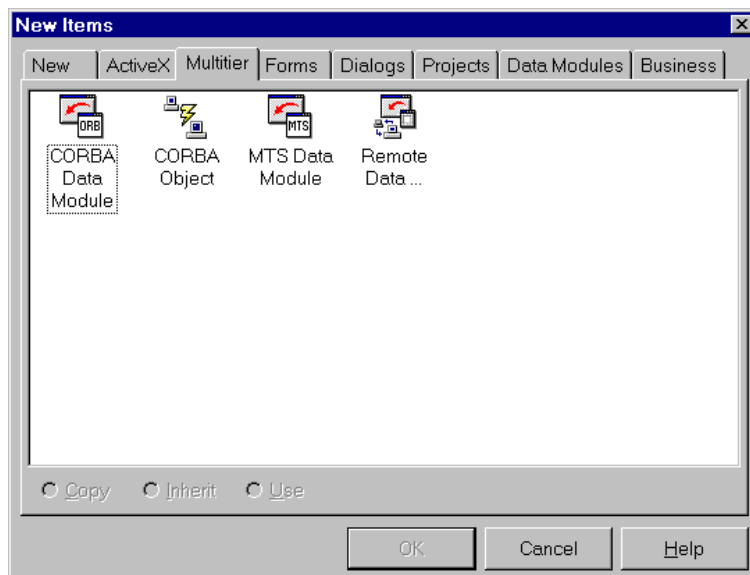 New Items
New ActiveX Multitier Forms Dialogs Projects Data Modules Business
ORB MTS
CORBA CORBA MTS Data Remote
Data Object Module Data ...
Module
Copy Inherit Use
OK Cancel Help